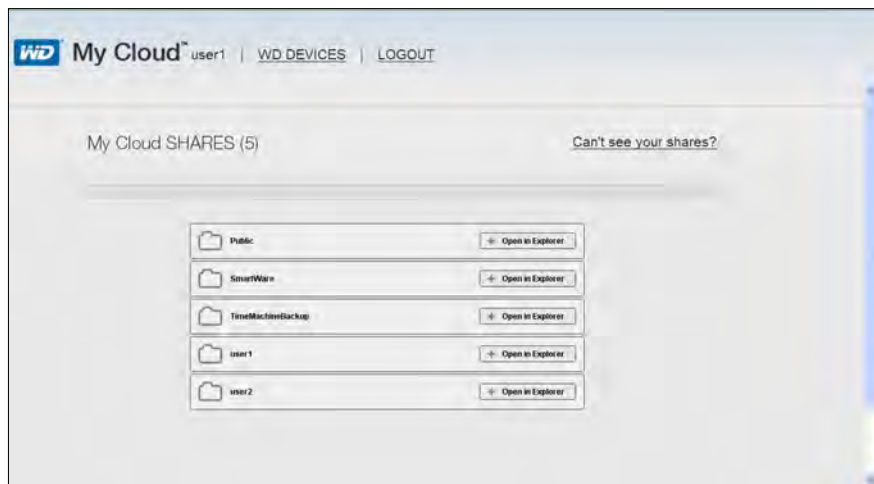 WD My Cloud™ user1 | WD DEVICES | LOGOUT
My Cloud SHARES (5) Can't see your shares?
Public + Open in Explorer
SmartWare + Open in Explorer
TimeMachineBackup + Open in Explorer
user1 + Open in Explorer
user2 + Open in Explorer